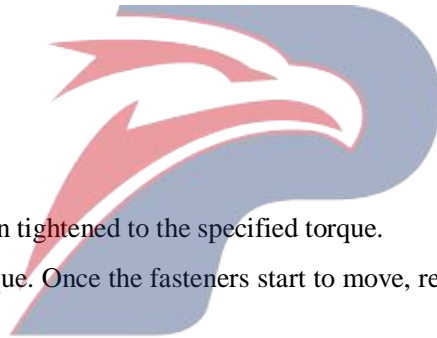 n tightened to the specified torque.
ue. Once the fasteners start to move, re